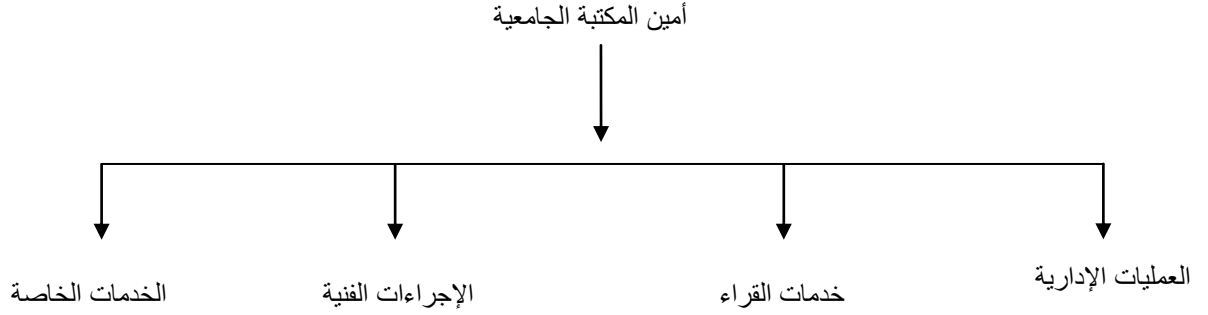 أمين المكتبة الجامعية
العمليات الإدارية
خدمات القراء
الإجراءات الفنية
الخدمات الخاصة